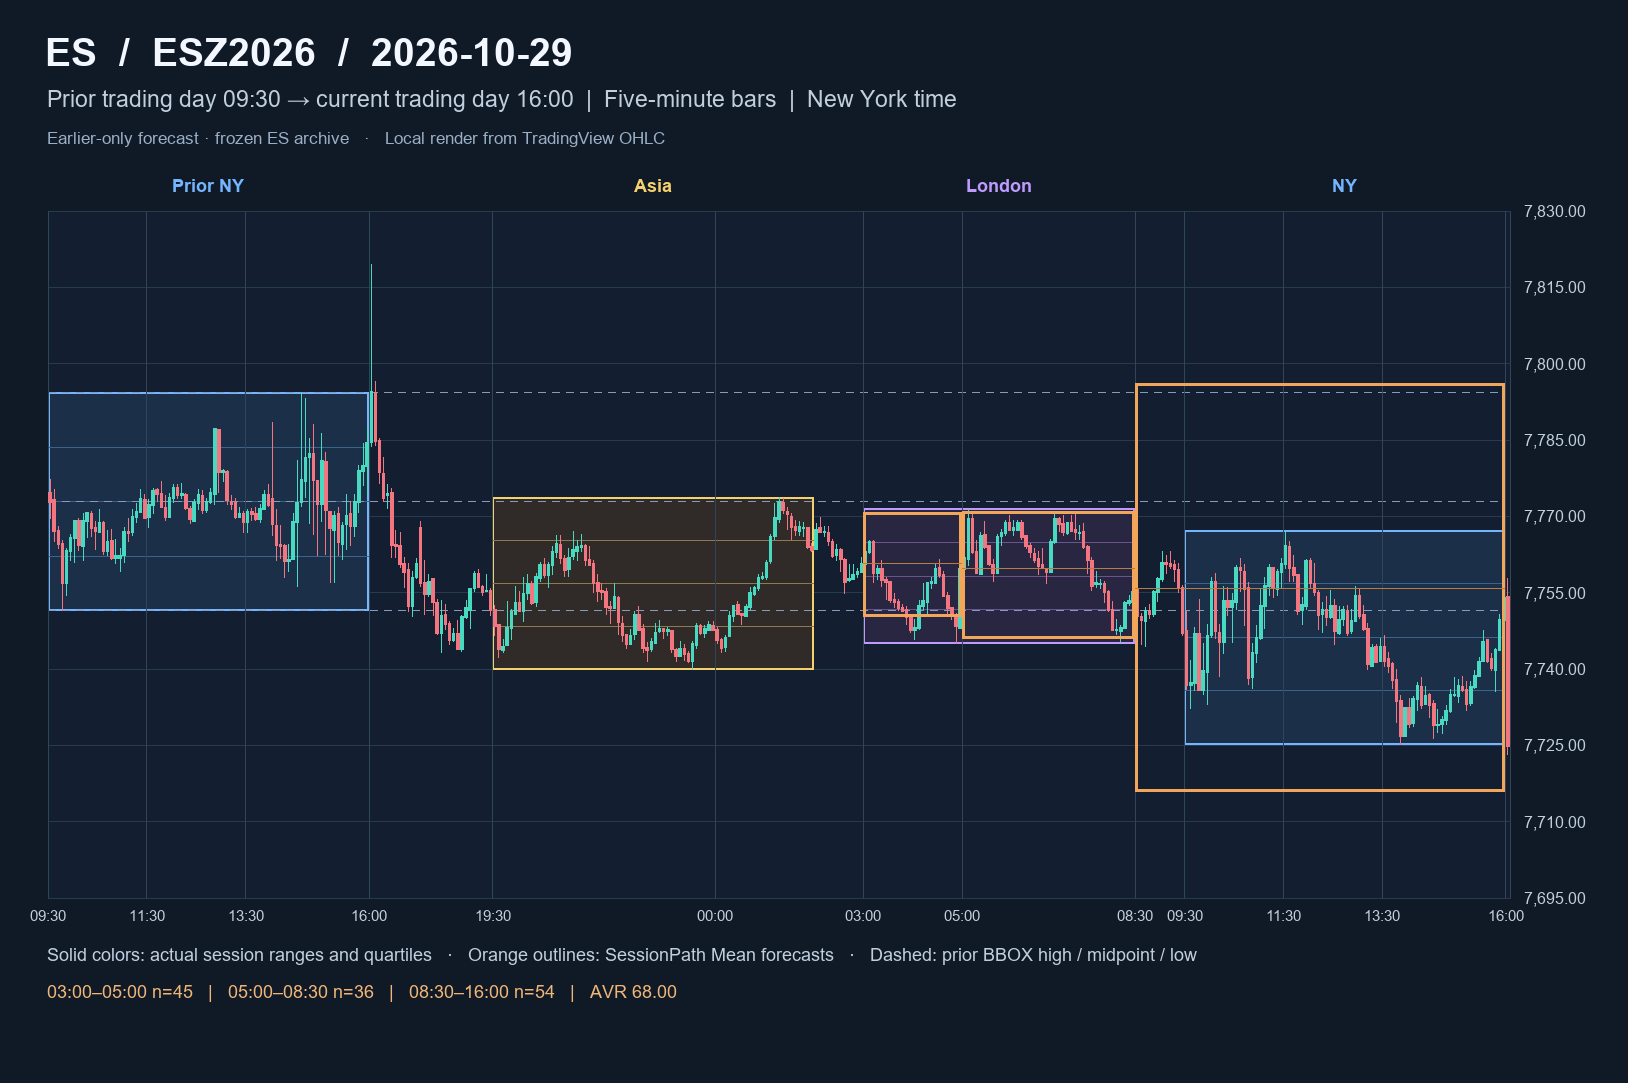 ES / ESZ2026 / 2026-10-29
Prior trading day 09:30 → current trading day 16:00 | Five-minute bars | New York time
Earlier-only forecast · frozen ES archive · Local render from TradingView OHLC
Prior NY Asia London NY
7,830.00
7,815.00
7,800.00
7,785.00
7,770.00
7,755.00
7,740.00
7,725.00
7,710.00
7,695.00
09:30 11:30 13:30 16:00 19:30 00:00 03:00 05:00 08:30 09:30 11:30 13:30 16:00
Solid colors: actual session ranges and quartiles · Orange outlines: SessionPath Mean forecasts · Dashed: prior BBOX high / midpoint / low
03:00–05:00 n=45 | 05:00–08:30 n=36 | 08:30–16:00 n=54 | AVR 68.00